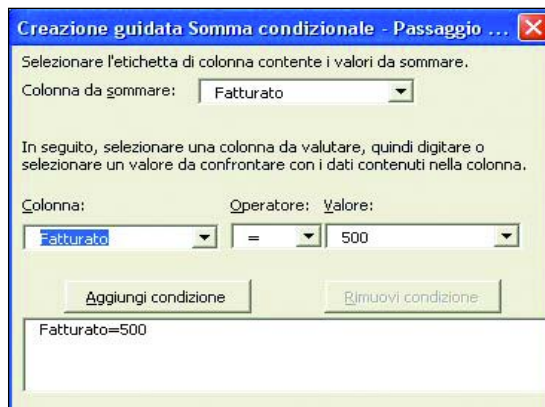 Creazione guidata Somma condizionale - Passaggio ...
Selezionare l'etichetta di colonna contente i valori da sommare.
Colonna da sommare: Fatturato
In seguito, selezionare una colonna da valutare, quindi digitare o
selezionare un valore da confrontare con i dati contenuti nella colonna.
Colonna: Operatore: Valore:
Fatturato = 500
Aggiungi condizione Rimuovi condizione
Fatturato=500